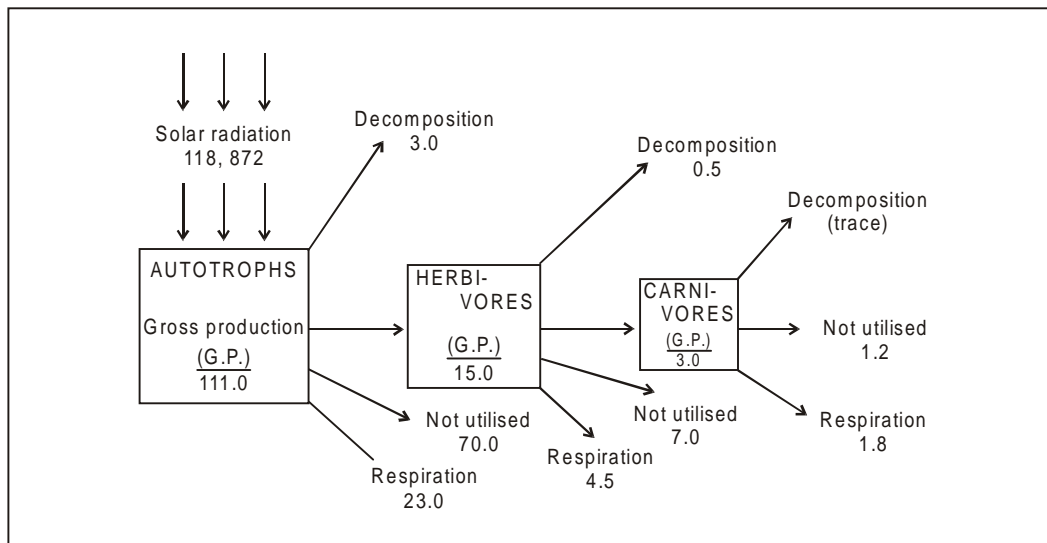 Solar radiation
118, 872
Decomposition
3.0
Decomposition
0.5
Decomposition
(trace)
AUTOTROPHS
Gross production
(G.P.)
111.0
HERBI-
VORES
(G.P.)
15.0
CARNI-
VORES
(G.P.)
3.0
Not utilised
1.2
Not utilised
70.0
Not utilised
7.0
Respiration
1.8
Respiration
4.5
Respiration
23.0